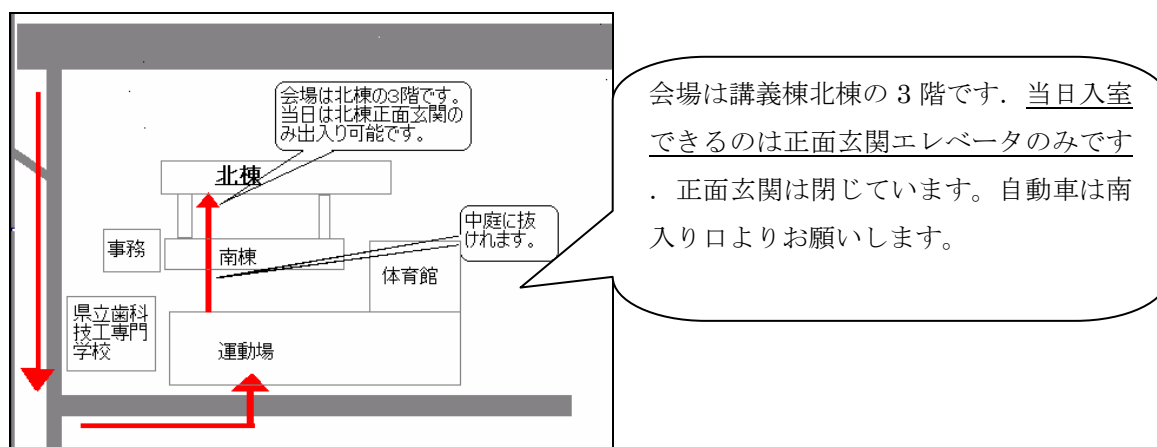 会場は北棟の3階です。
当日は北棟正面玄関の
み出入り可能です。
北棟
中庭に抜
けれます。
事務
南棟
体育館
県立歯科
技工専門
学校
運動場
会場は講義棟北棟の 3 階です．当日入室
できるのは正面玄関エレベータのみです
．正面玄関は閉じています。自動車は南
入り口よりお願いします。